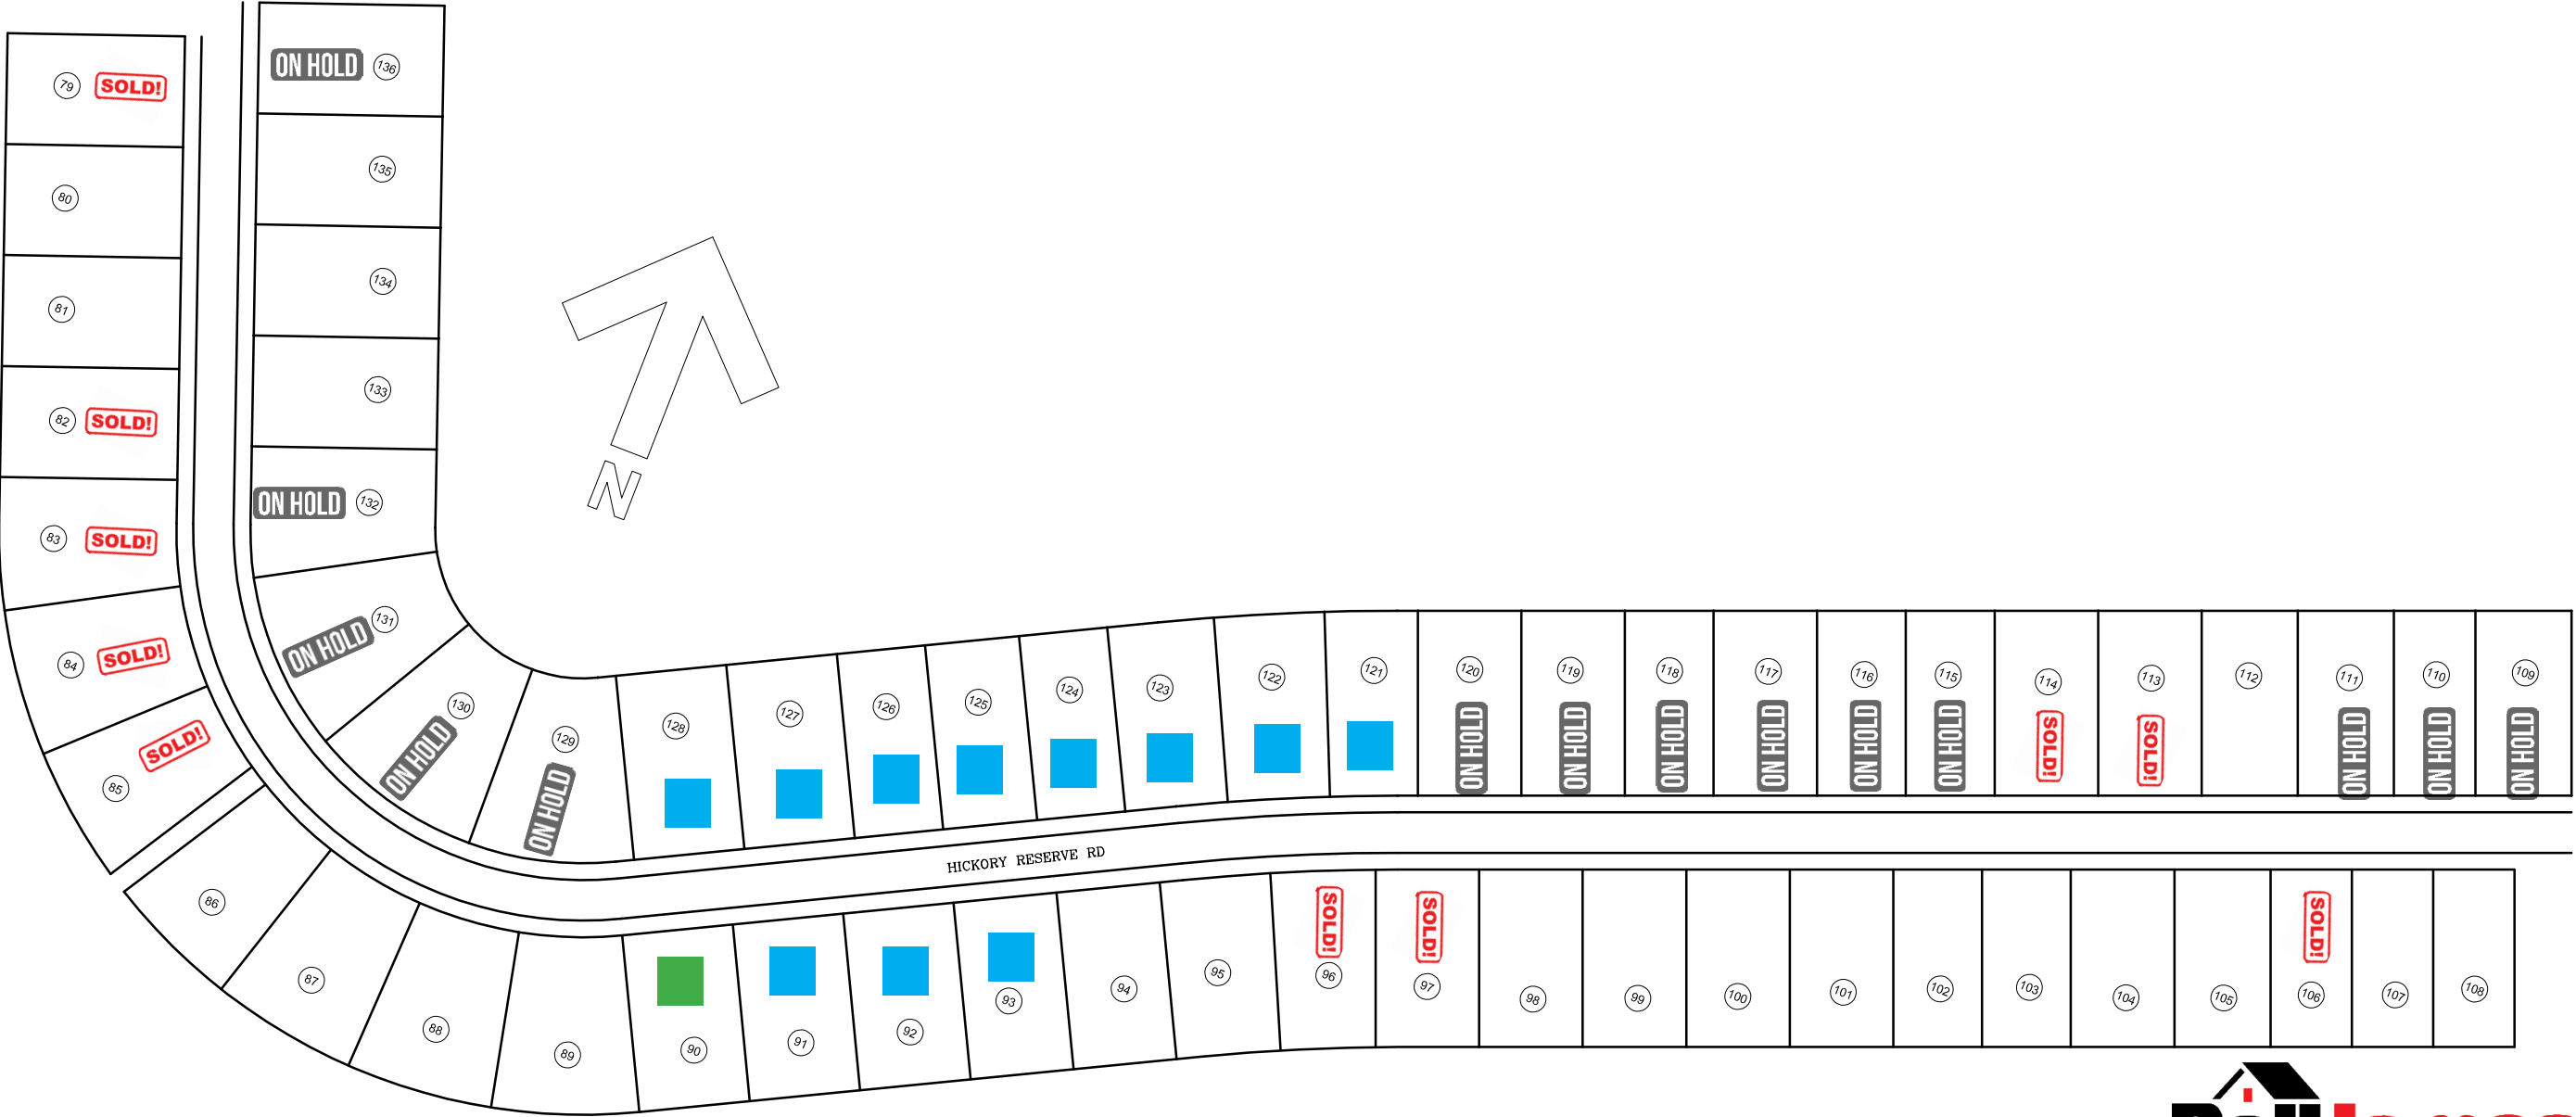 79 SOLD!
80
81
82 SOLD!
83 SOLD!
84 SOLD!
85 SOLD!
ON HOLD 136
135
134
133
ON HOLD 132
ON HOLD 131
130 ON HOLD
129 ON HOLD
N
128
127
126
125
124
123
122
121
120 ON HOLD
119 ON HOLD
118 ON HOLD
117 ON HOLD
116 ON HOLD
115 ON HOLD
114 SOLD!
113 SOLD!
112
111 ON HOLD
110 ON HOLD
109 ON HOLD
HICKORY RESERVE RD
86
87
88
89
90
91
92
93
94
95
SOLD! 96
SOLD! 97
98
99
100
101
102
103
104
105
SOLD! 106
107
108